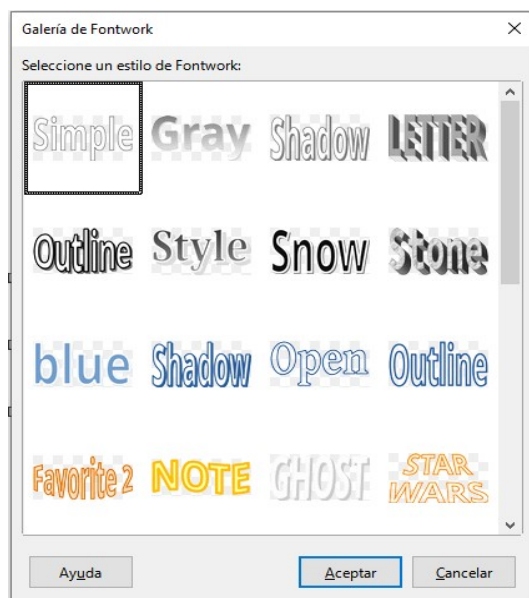 Galería de Fontwork
Seleccione un estilo de Fontwork:
Simple Gray Shadow LETTER
Outline Style Snow Stone
blue Shadow Open Outline
Favorite 2 NOTE GHOST STAR WARS
Ayuda Aceptar Cancelar